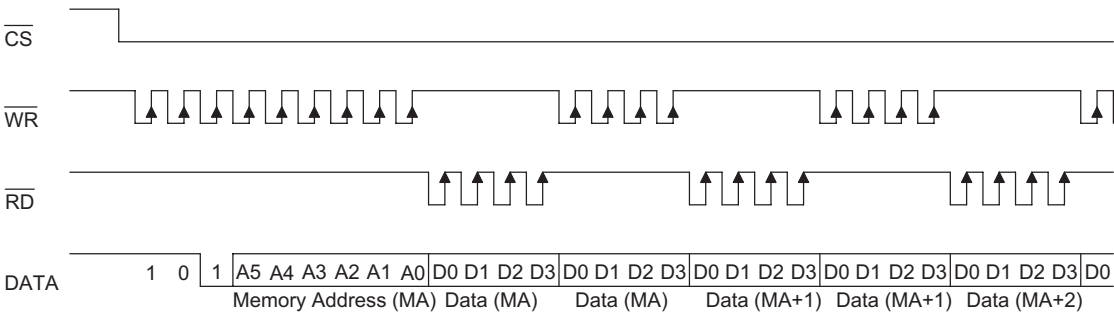 CS
WR
RD
DATA 1 0 1 A5 A4 A3 A2 A1 A0 D0 D1 D2 D3 D0 D1 D2 D3 D0 D1 D2 D3 D0 D1 D2 D3 D0 D1 D2 D3 D0
Memory Address (MA) Data (MA) Data (MA) Data (MA+1) Data (MA+1) Data (MA+2)